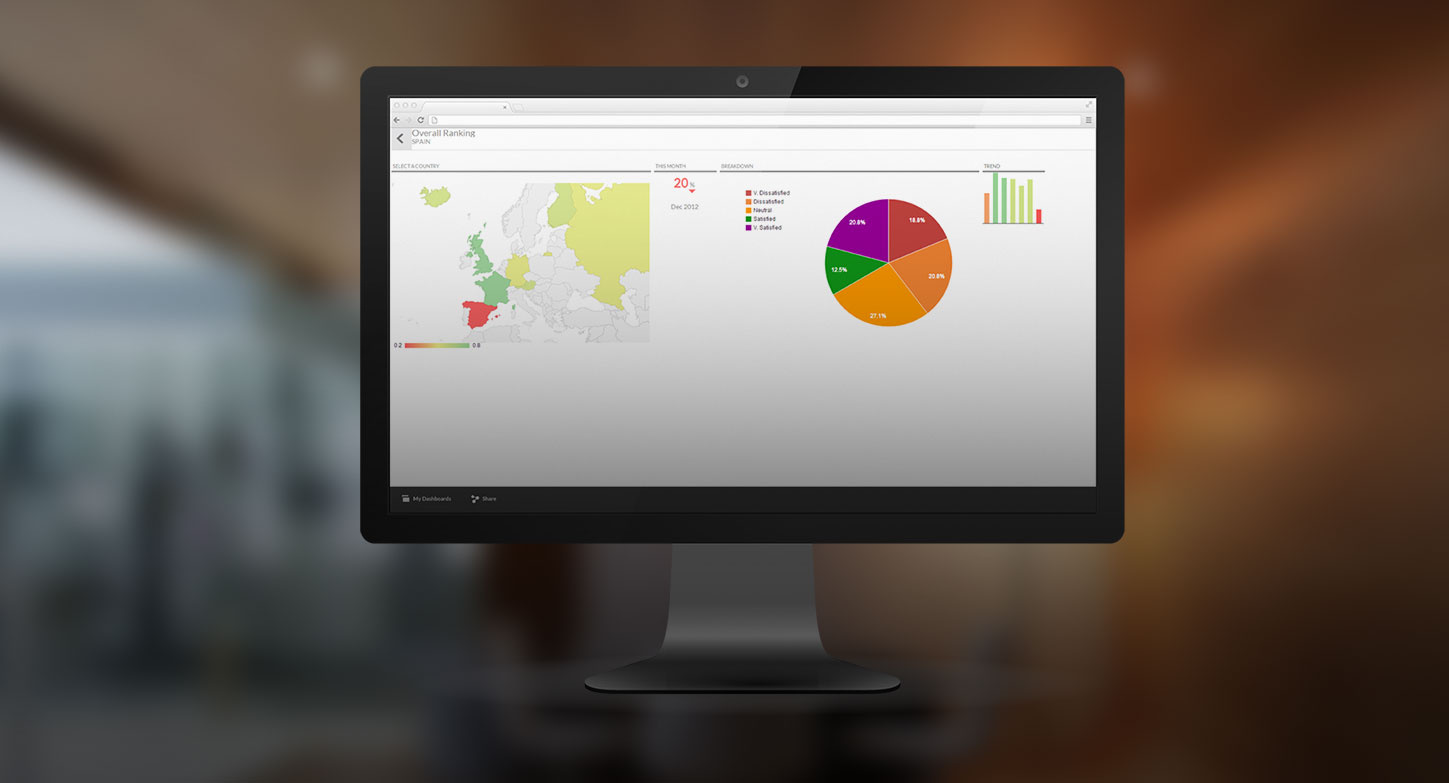 Overall Ranking
SPAIN
SELECT A COUNTRY
THIS MONTH
BREAKDOWN
TREND
20 %
Dec 2012
V. Dissatisfied
Dissatisfied
Neutral
Satisfied
V. Satisfied
18.8%
20.8%
27.1%
12.5%
20.8%
0.2
0.8
My Dashboards
Share